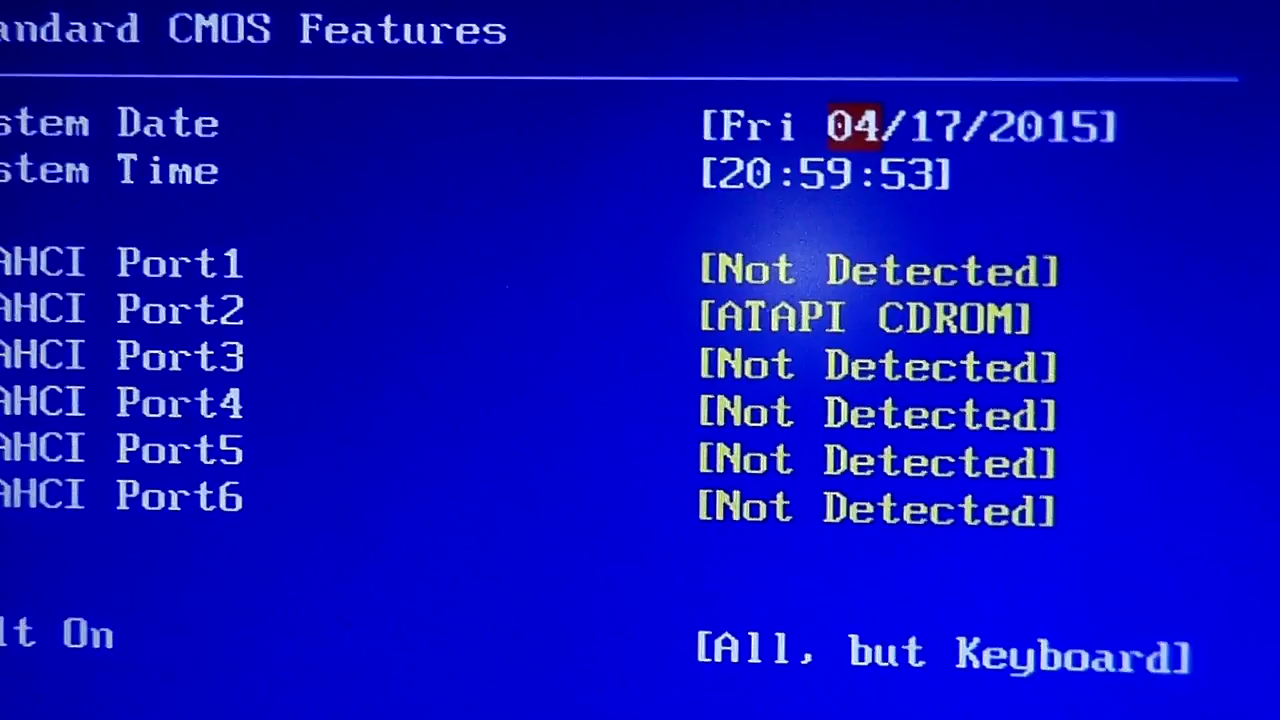 andard CMOS Features
stem Date [Fri 04/17/2015]
stem Time [20:59:53]
AHCI Port1 [Not Detected]
AHCI Port2 [ATAPI CDROM]
AHCI Port3 [Not Detected]
AHCI Port4 [Not Detected]
AHCI Port5 [Not Detected]
AHCI Port6 [Not Detected]
lt On [All, but Keyboard]